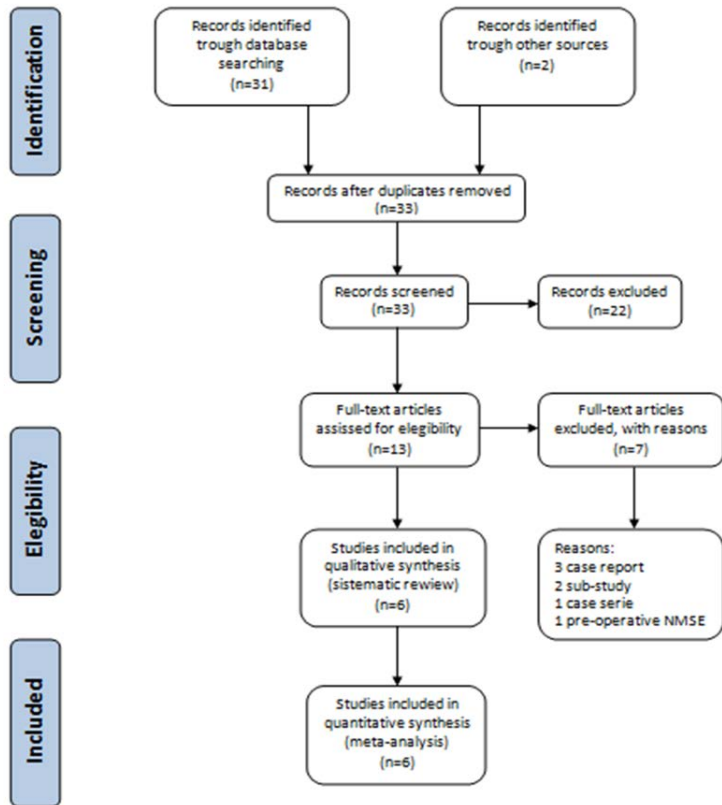 Identification
Records identified
trough database
searching
(n=31)
Records identified
trough other sources
(n=2)
Records after duplicates removed
(n=33)
Screening
Records screened
(n=33)
Records excluded
(n=22)
Elegibility
Full-text articles
assissed for elegibility
(n=13)
Full-text articles
excluded, with reasons
(n=7)
Studies included in
qualitative synthesis
(sistematic rewiew)
(n=6)
Reasons:
3 case report
2 sub-study
1 case serie
1 pre-operative NMSE
Included
Studies included in
quantitative synthesis
(meta-analysis)
(n=6)